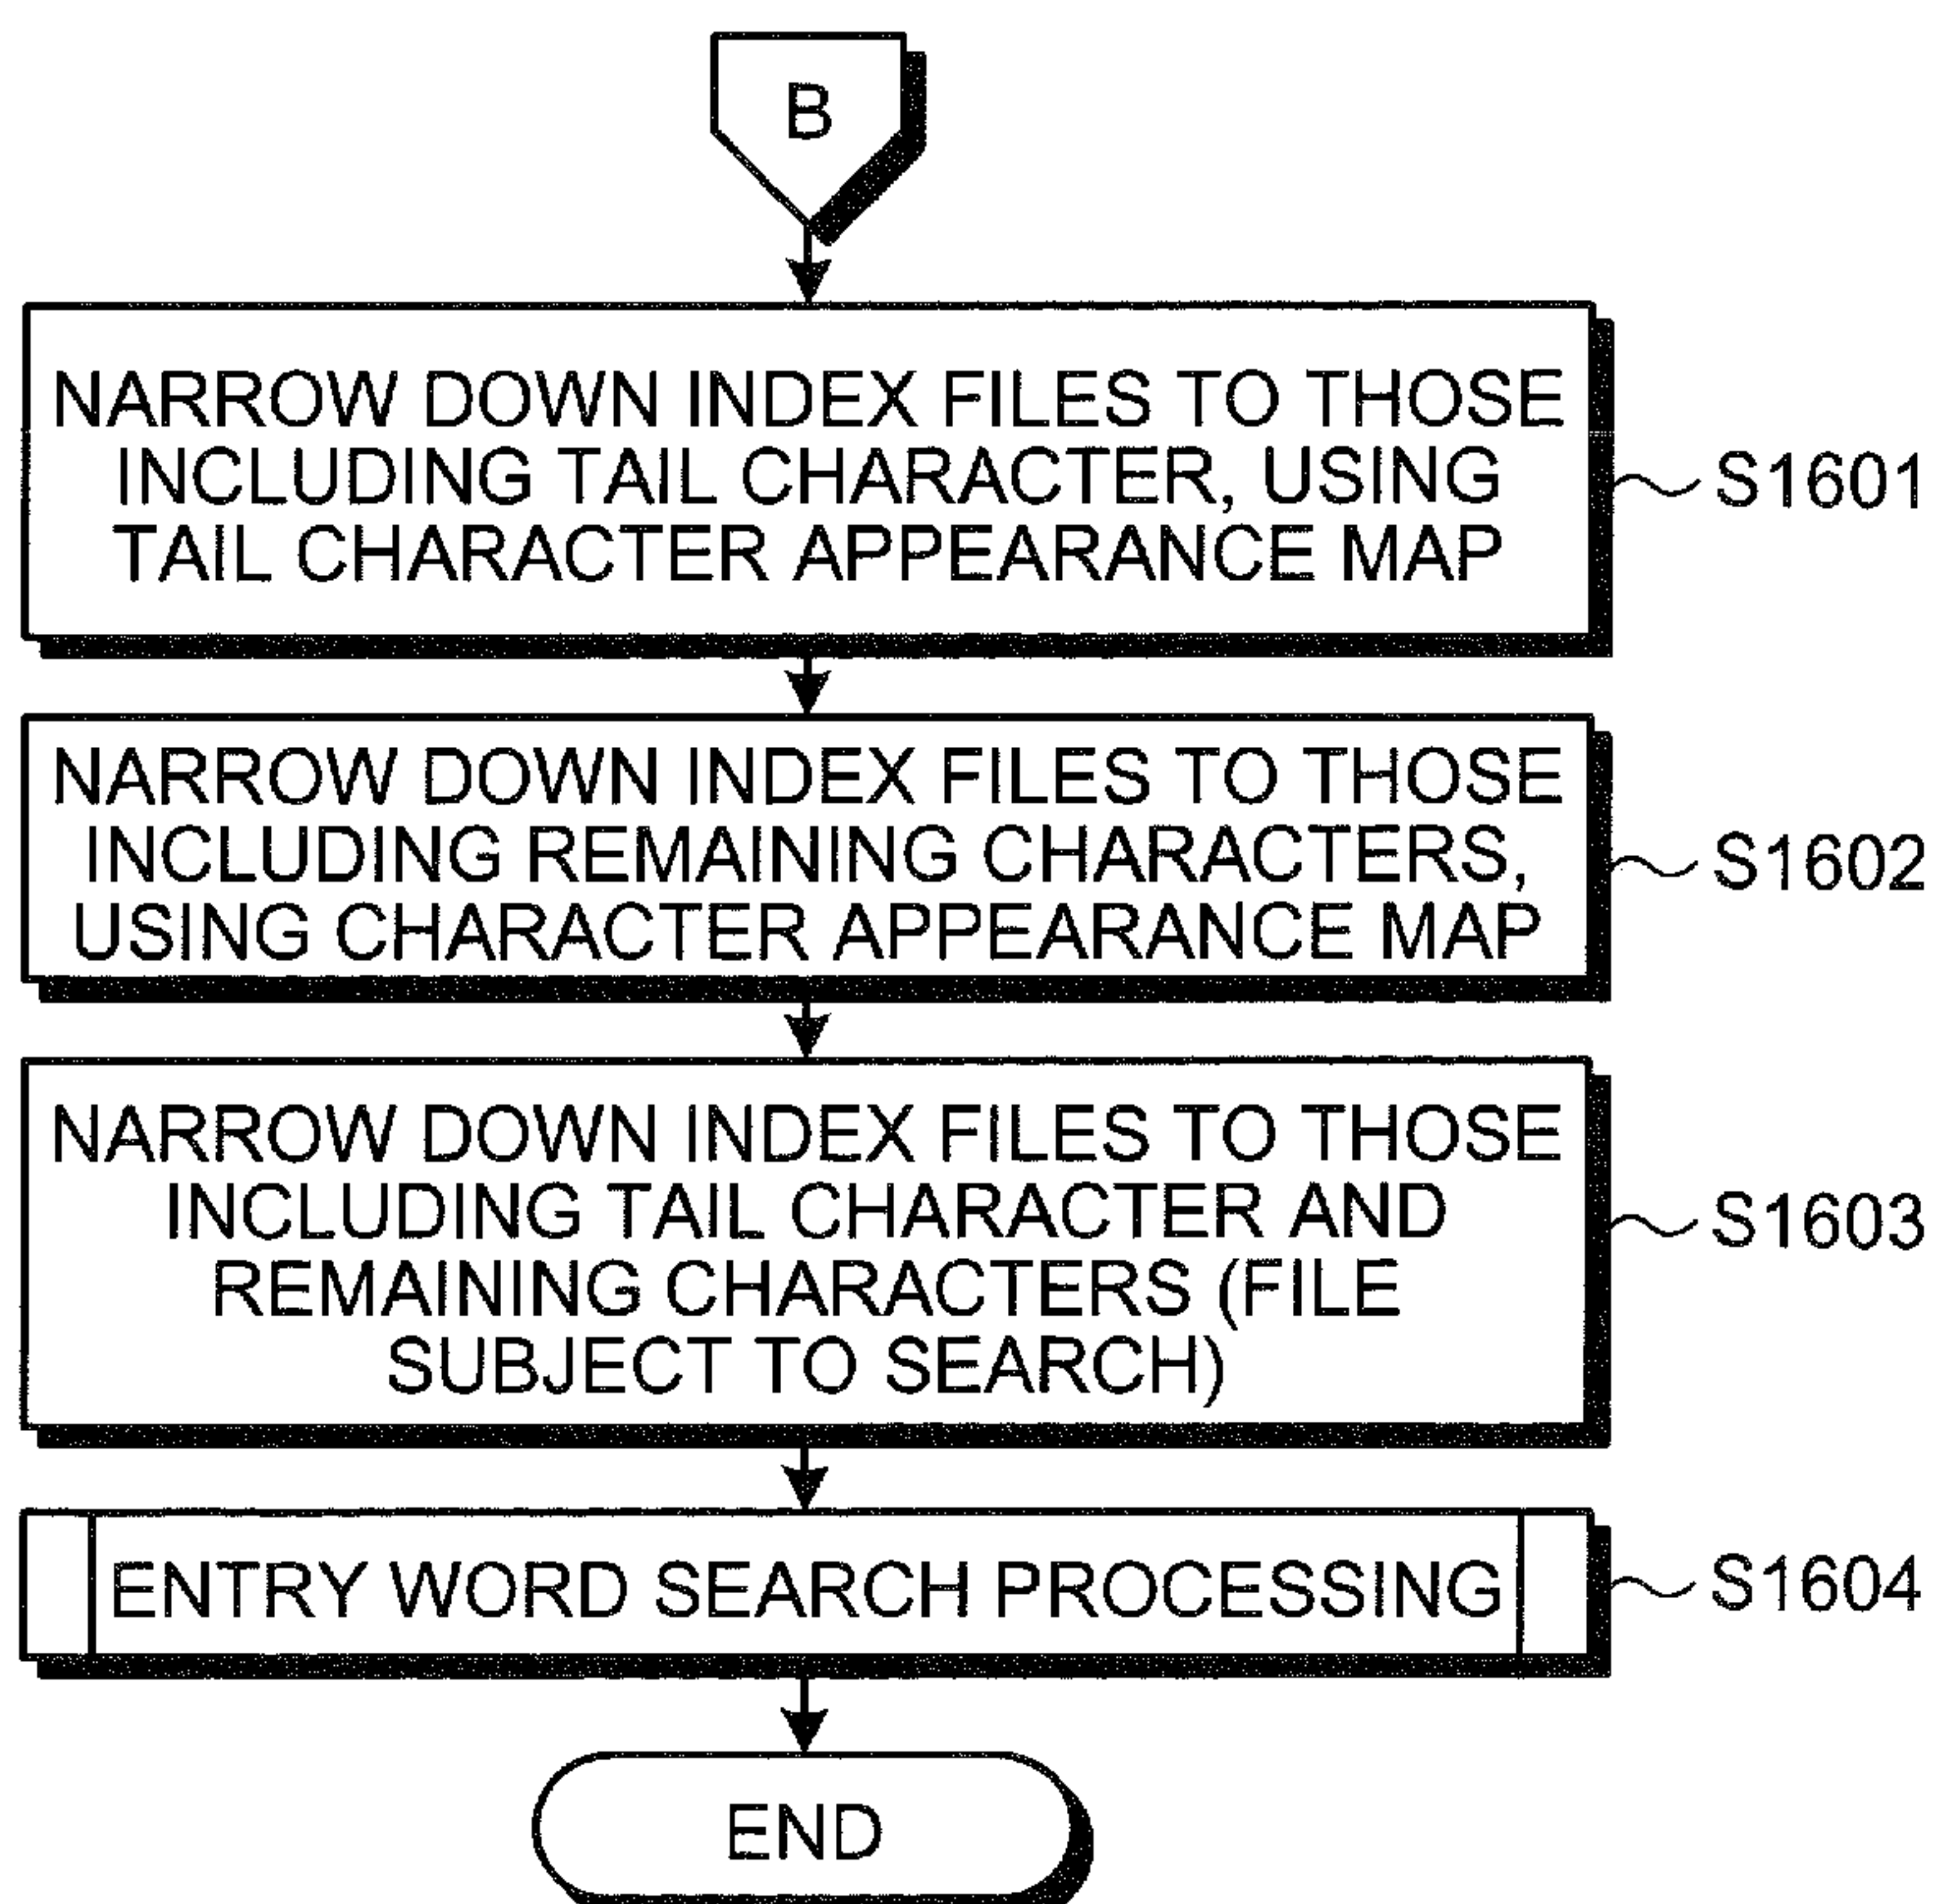 B
NARROW DOWN INDEX FILES TO THOSE
INCLUDING TAIL CHARACTER, USING
TAIL CHARACTER APPEARANCE MAP
S1601
NARROW DOWN INDEX FILES TO THOSE
INCLUDING REMAINING CHARACTERS,
USING CHARACTER APPEARANCE MAP
S1602
NARROW DOWN INDEX FILES TO THOSE
INCLUDING TAIL CHARACTER AND
REMAINING CHARACTERS (FILE
SUBJECT TO SEARCH)
S1603
ENTRY WORD SEARCH PROCESSING
S1604
END